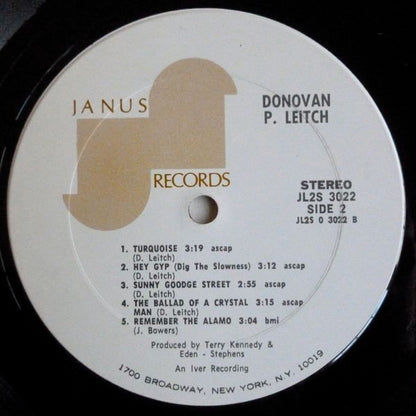 JANUS
RECORDS
DONOVAN
P. LEITCH
STEREO
JL2S 3022
SIDE 2
JL2S 0 3022 B
1. TURQUOISE 3:19 ascap
(D. Leitch)
2. HEY GYP (Dig The Slowness) 3:12 ascap
(D. Leitch)
3. SUNNY GOODGE STREET 2:55 ascap
(D. Leitch)
4. THE BALLAD OF A CRYSTAL 3:15 ascap
MAN (D. Leitch)
5. REMEMBER THE ALAMO 3:04 bmi
(J. Bowers)
Produced by Terry Kennedy &
Eden - Stephens
An Iver Recording
1700 BROADWAY, NEW YORK, N.Y. 10019